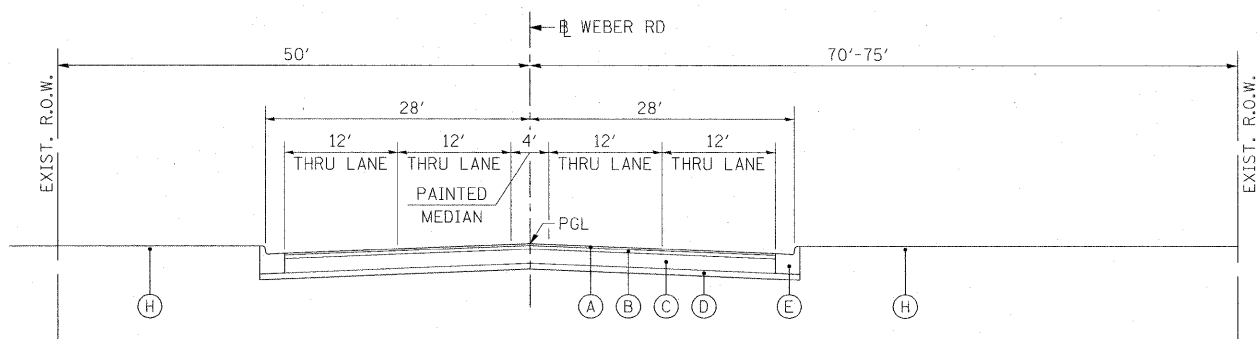 ℄ WEBER RD
50'
70'-75'
EXIST. R.O.W.
EXIST. R.O.W.
28'
28'
12'
12'
4'
12'
12'
THRU LANE
THRU LANE
THRU LANE
THRU LANE
PAINTED
MEDIAN
PGL
H
A
B
C
D
E
H